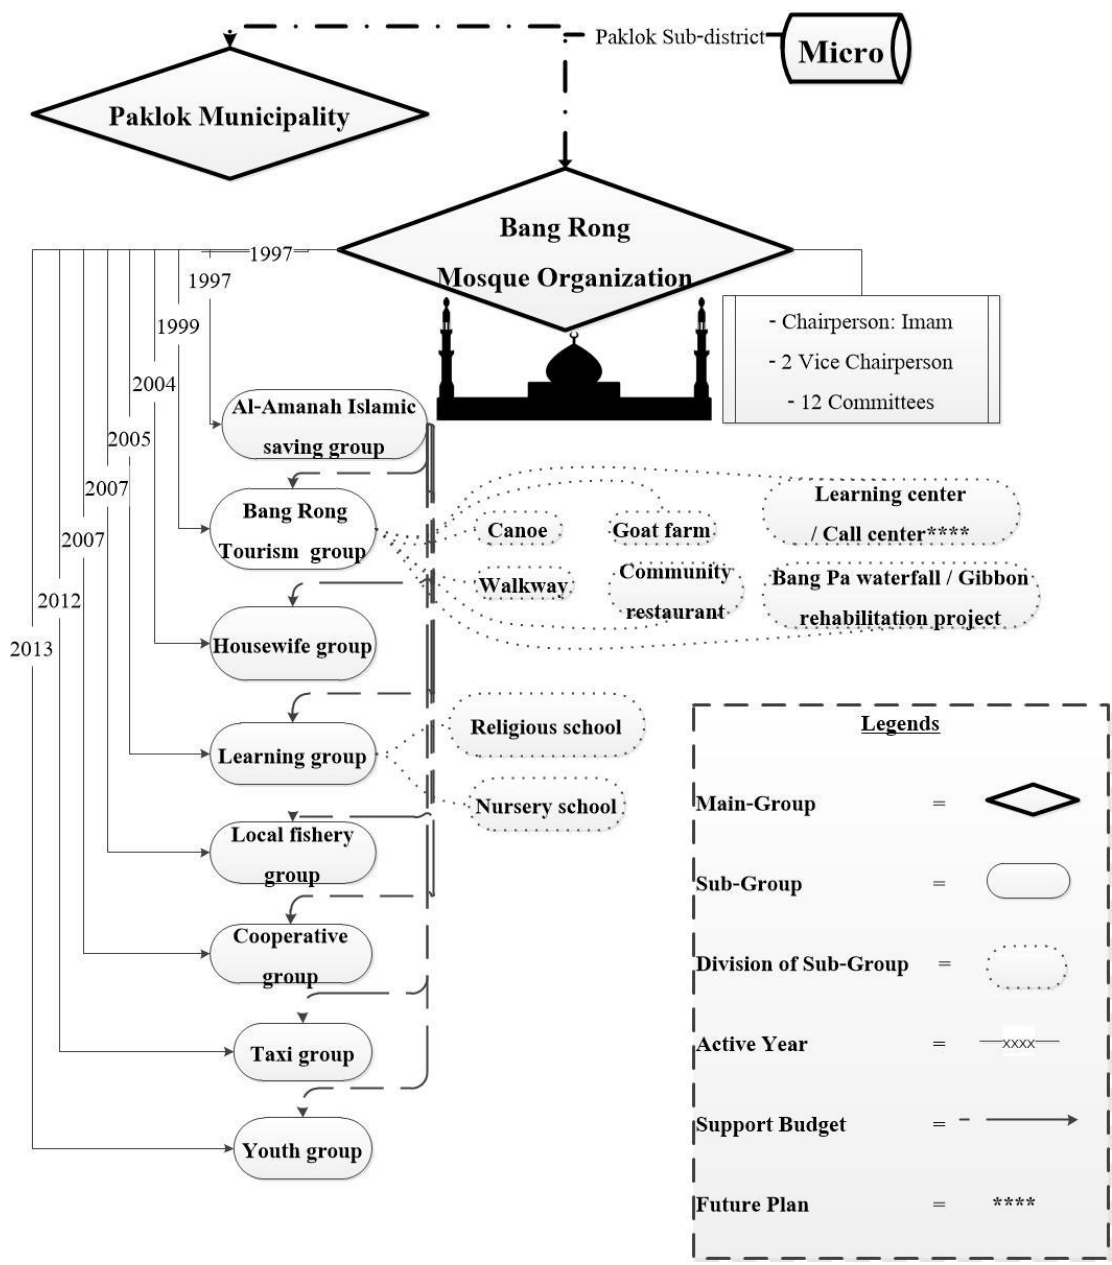 Paklok Sub-district
Micro
Paklok Municipality
Bang Rong
Mosque Organization
1997
1997
1999
2004
2005
2007
2007
2012
2013
- Chairperson: Imam
- 2 Vice Chairperson
- 12 Committees
Al-Amanah Islamic
saving group
Bang Rong
Tourism group
Canoe
Goat farm
Learning center
/ Call center****
Walkway
Community
restaurant
Bang Pa waterfall / Gibbon
rehabilitation project
Housewife group
Learning group
Religious school
Nursery school
Local fishery
group
Cooperative
group
Taxi group
Youth group
Legends
Main-Group =
Sub-Group =
Division of Sub-Group =
Active Year = xxxx
Support Budget =
Future Plan = ****